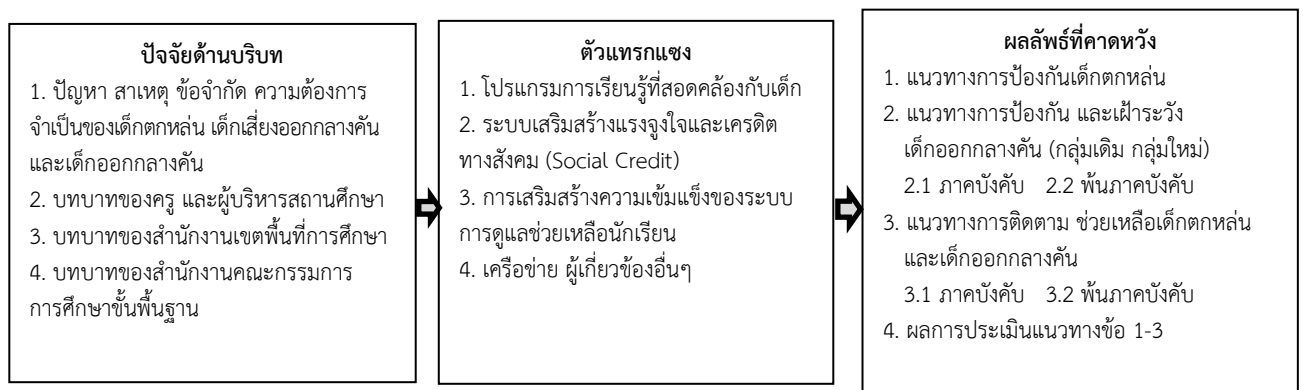 ปัจจัยด้านบริบท
1. ปัญหา สาเหตุ ข้อจำกัด ความต้องการ
จำเป็นของเด็กตกหล่น เด็กเสี่ยงออกกลางคัน
และเด็กออกกลางคัน
2. บทบาทของครู และผู้บริหารสถานศึกษา
3. บทบาทของสำนักงานเขตพื้นที่การศึกษา
4. บทบาทของสำนักงานคณะกรรมการ
การศึกษาขั้นพื้นฐาน
ตัวแทรกแซง
1. โปรแกรมการเรียนรู้ที่สอดคล้องกับเด็ก
2. ระบบเสริมสร้างแรงจูงใจและเครดิต
ทางสังคม (Social Credit)
3. การเสริมสร้างความเข้มแข็งของระบบ
การดูแลช่วยเหลือนักเรียน
4. เครือข่าย ผู้เกี่ยวข้องอื่นๆ
ผลลัพธ์ที่คาดหวัง
1. แนวทางการป้องกันเด็กตกหล่น
2. แนวทางการป้องกัน และเฝ้าระวัง
เด็กออกกลางคัน (กลุ่มเดิม กลุ่มใหม่)
2.1 ภาคบังคับ 2.2 พ้นภาคบังคับ
3. แนวทางการติดตาม ช่วยเหลือเด็กตกหล่น
และเด็กออกกลางคัน
3.1 ภาคบังคับ 3.2 พ้นภาคบังคับ
4. ผลการประเมินแนวทางข้อ 1-3